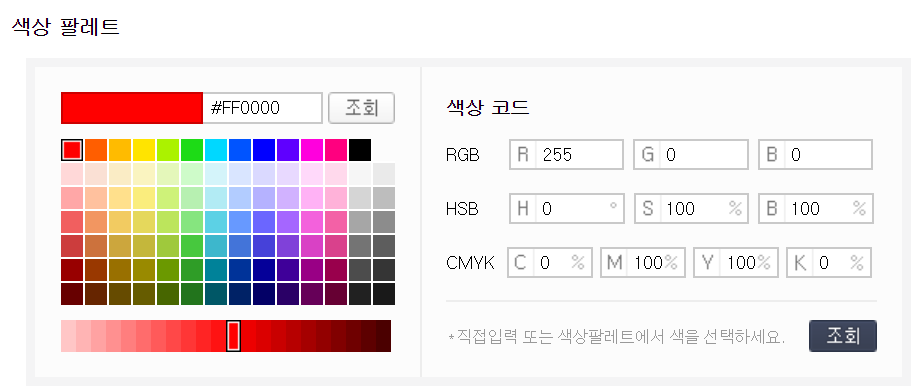 색상 팔레트
#FF0000 조회
색상 코드
RGB R 255 G 0 B 0
HSB H 0 ° S 100 % B 100 %
CMYK C 0 % M 100 % Y 100 % K 0 %
*직접입력 또는 색상팔레트에서 색을 선택하세요. 조회